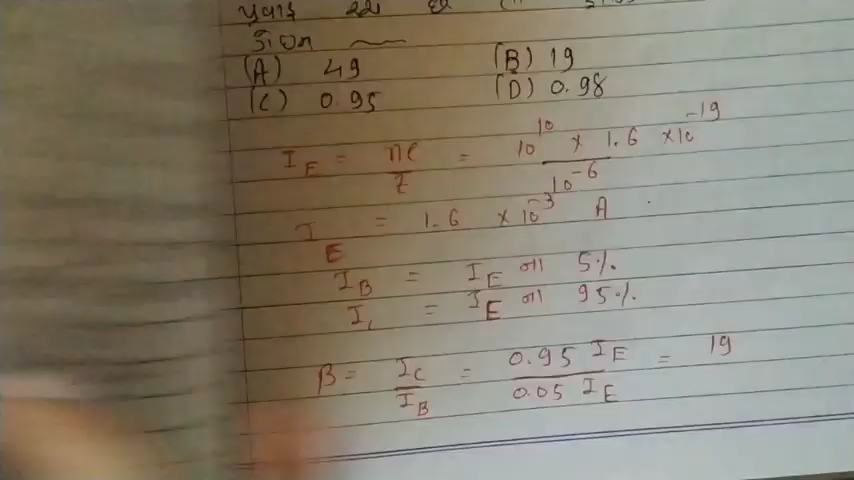 (A) 49 (B) 19
(C) 0.95 (D) 0.98
I_E = ne/t = 10^10 × 1.6 × 10^-19 / 10^-6
I_E = 1.6 × 10^-3 A
I_B = I_E ના 5%
I_C = I_E ના 95%
β = I_C/I_B = 0.95 I_E / 0.05 I_E = 19